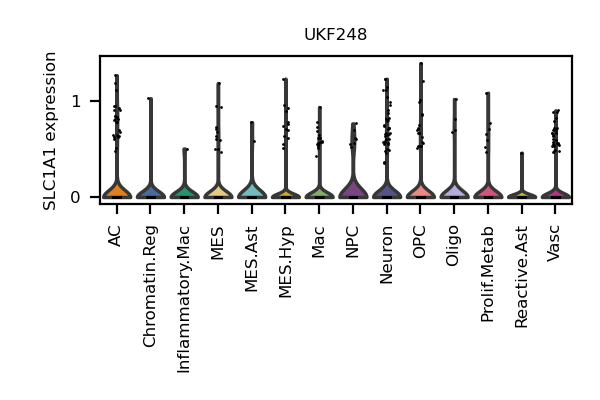 UKF248
SLC1A1 expression
1
0
AC
Chromatin.Reg
Inflammatory.Mac
MES
MES.Ast
MES.Hyp
Mac
NPC
Neuron
OPC
Oligo
Prolif.Metab
Reactive.Ast
Vasc